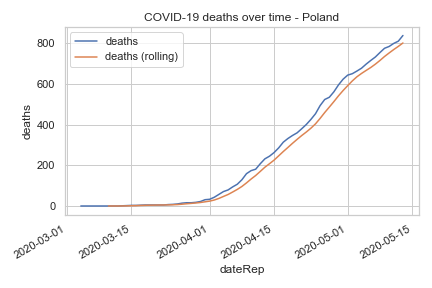 COVID-19 deaths over time - Poland
deaths
deaths (rolling)
deaths
800
600
400
200
0
2020-03-01
2020-03-15
2020-04-01
2020-04-15
2020-05-01
2020-05-15
dateRep